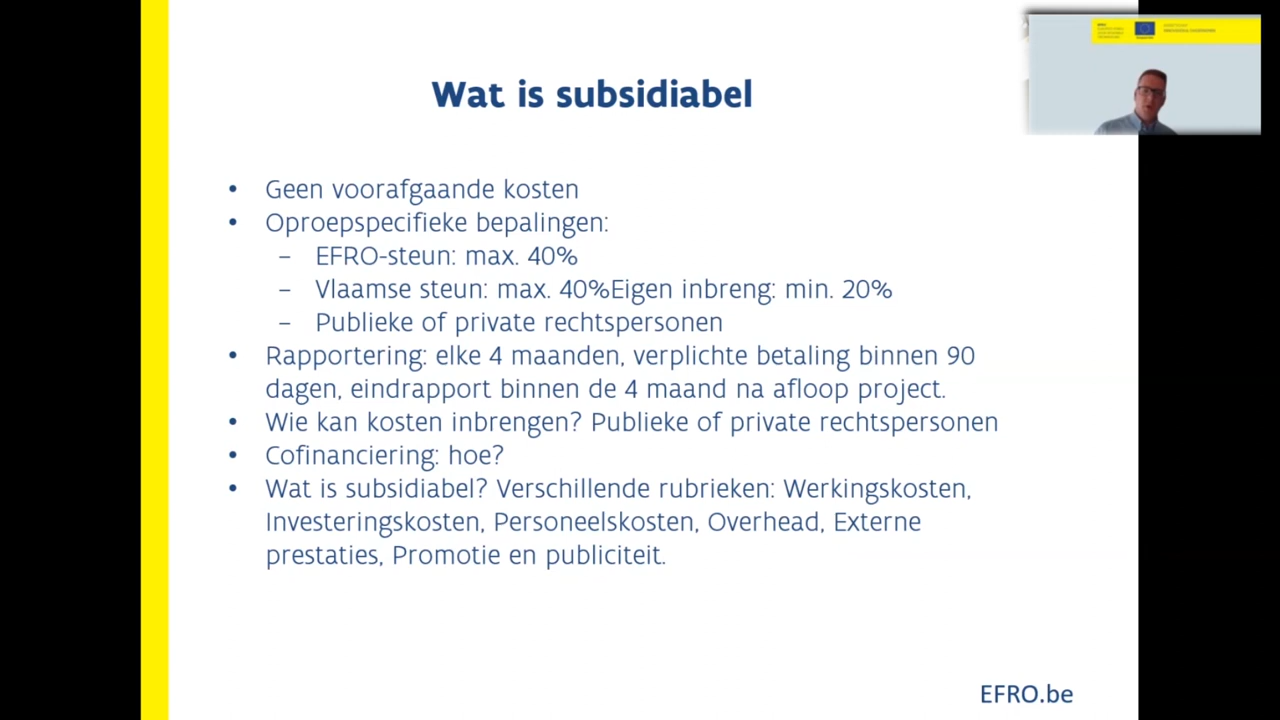 Wat is subsidiabel
• Geen voorafgaande kosten
• Oproepspecifieke bepalingen:
– EFRO-steun: max. 40%
– Vlaamse steun: max. 40%Eigen inbreng: min. 20%
– Publieke of private rechtspersonen
• Rapportering: elke 4 maanden, verplichte betaling binnen 90
dagen, eindrapport binnen de 4 maand na afloop project.
• Wie kan kosten inbrengen? Publieke of private rechtspersonen
• Cofinanciering: hoe?
• Wat is subsidiabel? Verschillende rubrieken: Werkingskosten,
Investeringskosten, Personeelskosten, Overhead, Externe
prestaties, Promotie en publiciteit.
EFRO.be